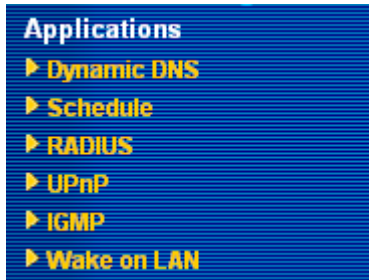 Applications
Dynamic DNS
Schedule
RADIUS
UPnP
IGMP
Wake on LAN